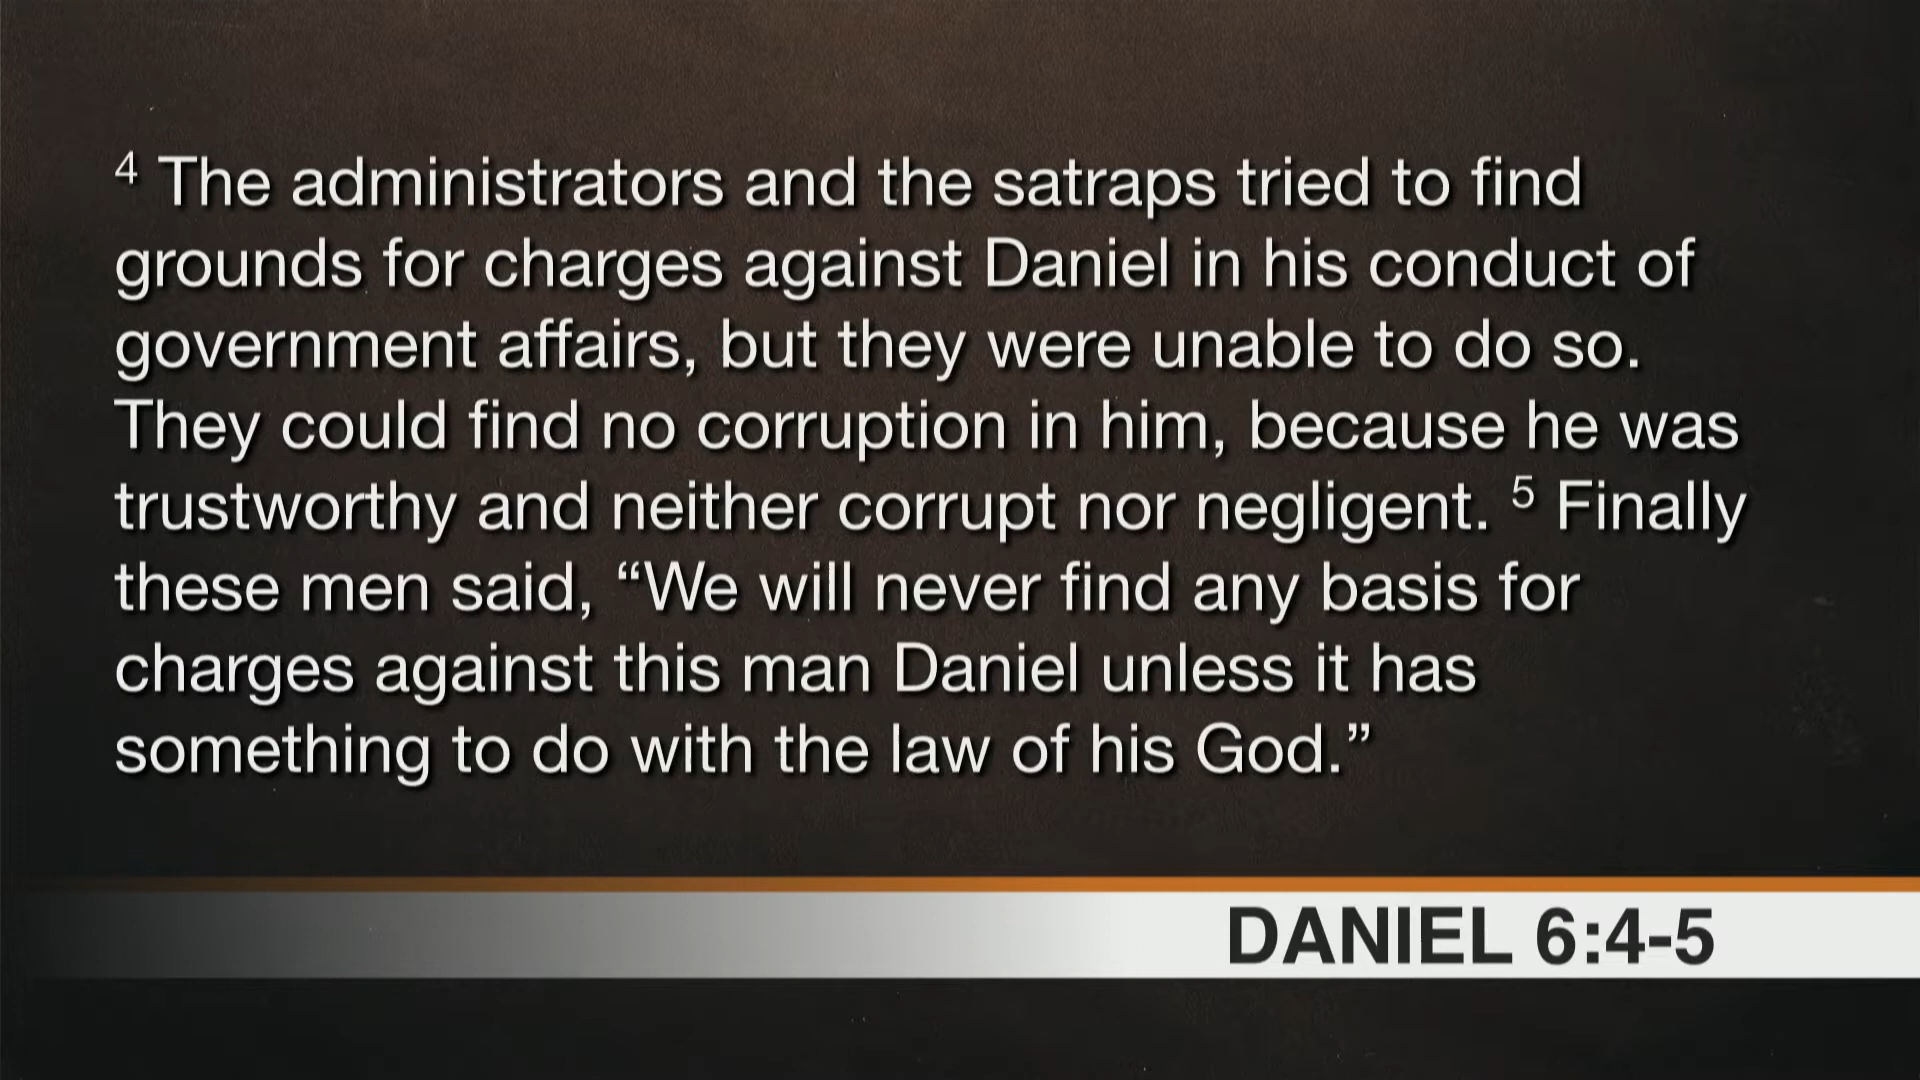 4 The administrators and the satraps tried to find
grounds for charges against Daniel in his conduct of
government affairs, but they were unable to do so.
They could find no corruption in him, because he was
trustworthy and neither corrupt nor negligent. 5 Finally
these men said, “We will never find any basis for
charges against this man Daniel unless it has
something to do with the law of his God.”
DANIEL 6:4-5